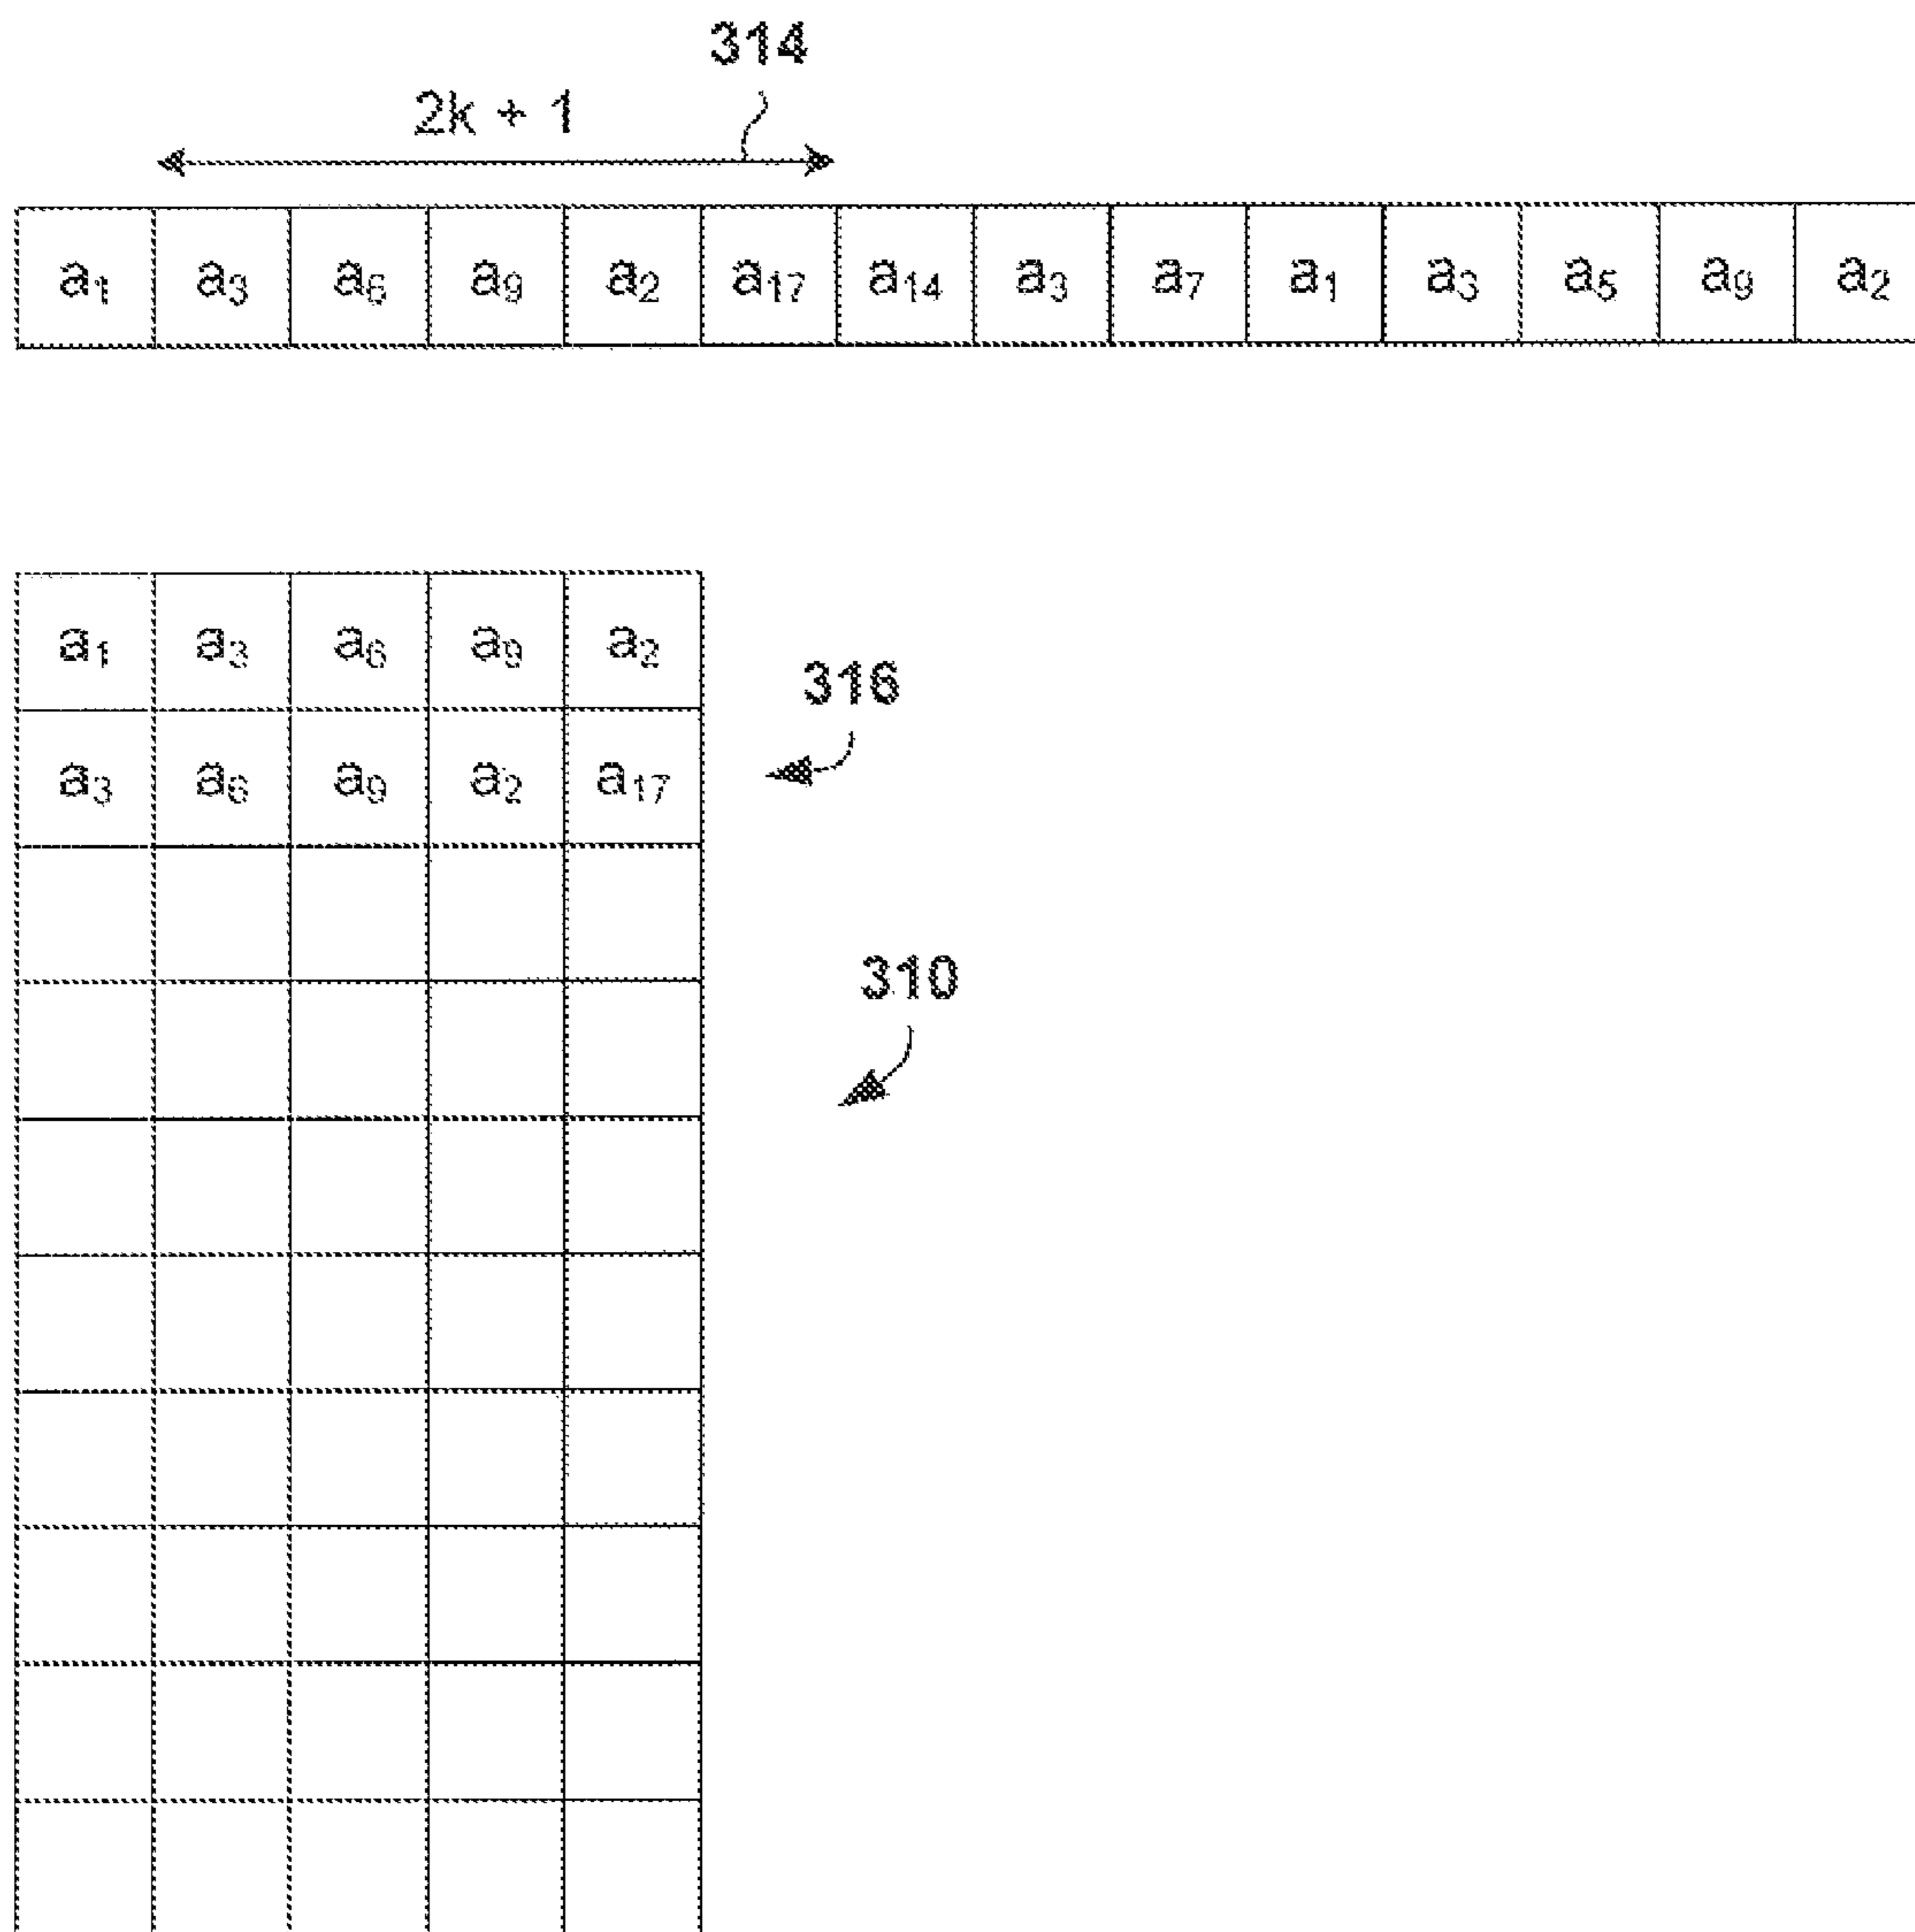 314
2k + 1
a₁ a₃ a₆ a₉ a₂ a₁₇ a₁₄ a₃ a₇ a₁ a₃ a₅ a₉ a₂
a₁ a₃ a₆ a₉ a₂
316
a₃ a₆ a₉ a₂ a₁₇
310